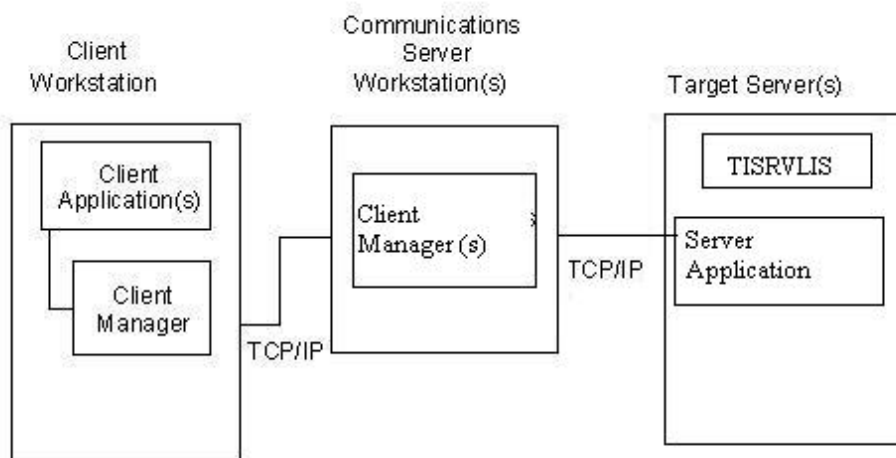 Client
Workstation
Communications
Server
Workstation(s)
Target Server(s)
Client
Application(s)
Client
Manager
TCP/IP
Client
Manager(s)
s
TCP/IP
TISRVLIS
Server
Application